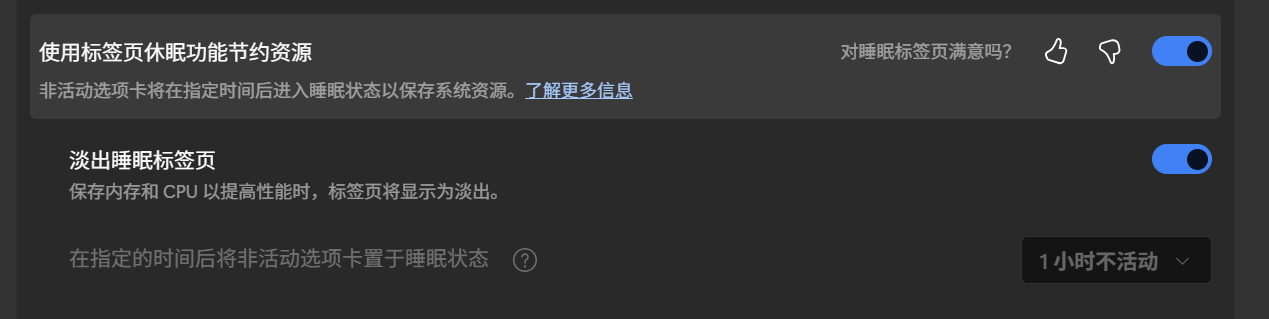 使用标签页休眠功能节约资源
对睡眠标签页满意吗？
非活动选项卡将在指定时间后进入睡眠状态以保存系统资源。了解更多信息
淡出睡眠标签页
保存内存和 CPU 以提高性能时，标签页将显示为淡出。
在指定的时间后将非活动选项卡置于睡眠状态
1 小时不活动